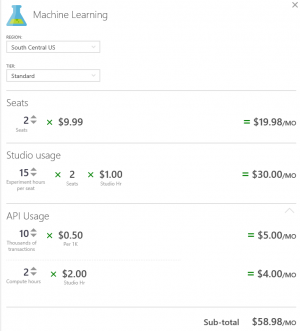 Machine Learning
REGION:
South Central US
TIER:
Standard
Seats
2 × $9.99 = $19.98/MO
Seats
Studio usage
15 × 2 × $1.00 = $30.00/MO
Experiment hours per seat Seats Studio Hr
API Usage
10 × $0.50 = $5.00/MO
Thousands of transactions Per 1K
2 × $2.00 = $4.00/MO
Compute hours Studio Hr
Sub-total $58.98/MO